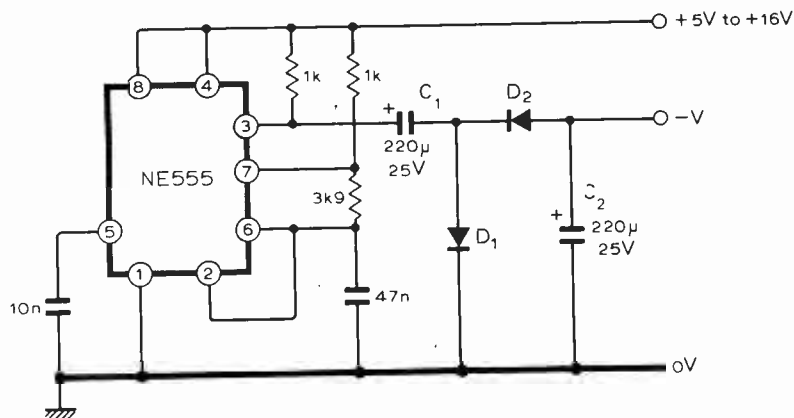 +5V to +16V
8
4
1k
1k
C1
D2
3
+
-V
220µ
25V
7
NE555
3k9
C2
+
220µ
25V
6
5
D1
1
2
10n
47n
0V